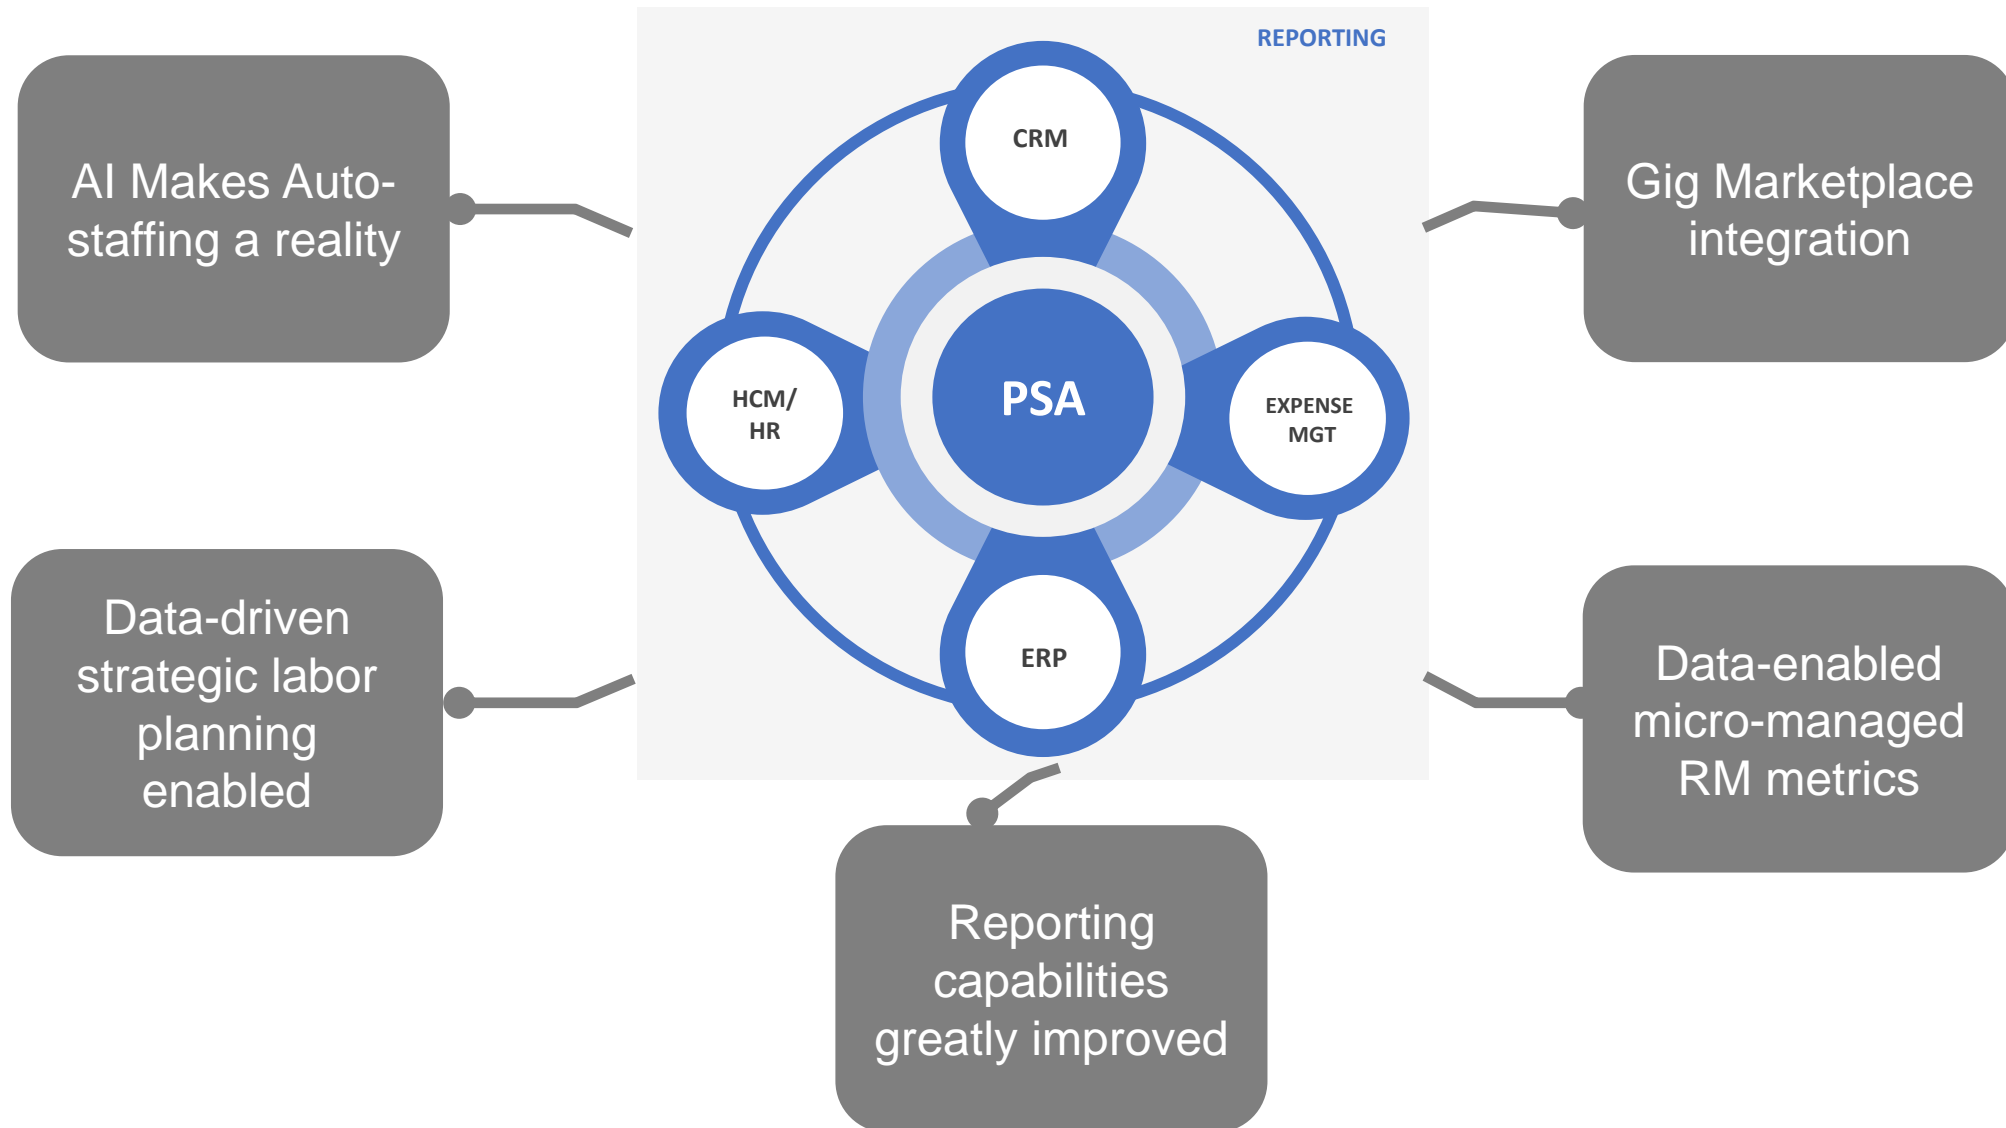 REPORTING
CRM
AI Makes Auto-
staffing a reality
Gig Marketplace
integration
HCM/
HR
PSA
EXPENSE
MGT
Data-driven
strategic labor
planning
enabled
ERP
Data-enabled
micro-managed
RM metrics
Reporting
capabilities
greatly improved